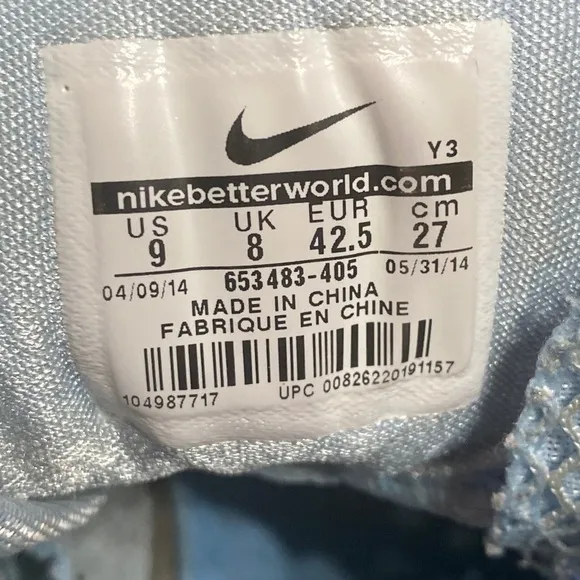 Y3
nikebetterworld.com
US UK EUR cm
9 8 42.5 27
04/09/14 653483-405 05/31/14
MADE IN CHINA
FABRIQUE EN CHINE
104987717 UPC 00826220191157